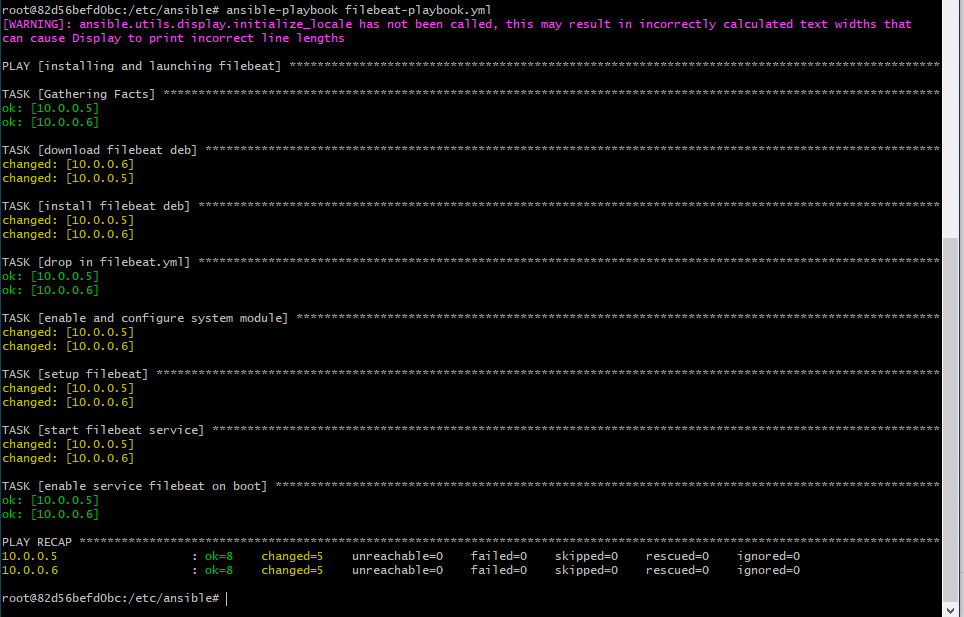 root@82d56befd0bc:/etc/ansible# ansible-playbook filebeat-playbook.yml
[WARNING]: ansible.utils.display.initialize_locale has not been called, this may result in incorrectly calculated text widths that
can cause Display to print incorrect line lengths
PLAY [installing and launching filebeat] *********************************************************************************************
TASK [Gathering Facts] ***************************************************************************************************************
ok: [10.0.0.5]
ok: [10.0.0.6]
TASK [download filebeat deb] *********************************************************************************************************
changed: [10.0.0.6]
changed: [10.0.0.5]
TASK [install filebeat deb] **********************************************************************************************************
changed: [10.0.0.5]
changed: [10.0.0.6]
TASK [drop in filebeat.yml] **********************************************************************************************************
ok: [10.0.0.5]
ok: [10.0.0.6]
TASK [enable and configure system module] ********************************************************************************************
changed: [10.0.0.5]
changed: [10.0.0.6]
TASK [setup filebeat] ****************************************************************************************************************
changed: [10.0.0.5]
changed: [10.0.0.6]
TASK [start filebeat service] ********************************************************************************************************
changed: [10.0.0.5]
changed: [10.0.0.6]
TASK [enable service filebeat on boot] ***********************************************************************************************
ok: [10.0.0.5]
ok: [10.0.0.6]
PLAY RECAP ***************************************************************************************************************************
10.0.0.5                   : ok=8    changed=5    unreachable=0    failed=0    skipped=0    rescued=0    ignored=0
10.0.0.6                   : ok=8    changed=5    unreachable=0    failed=0    skipped=0    rescued=0    ignored=0
root@82d56befd0bc:/etc/ansible#